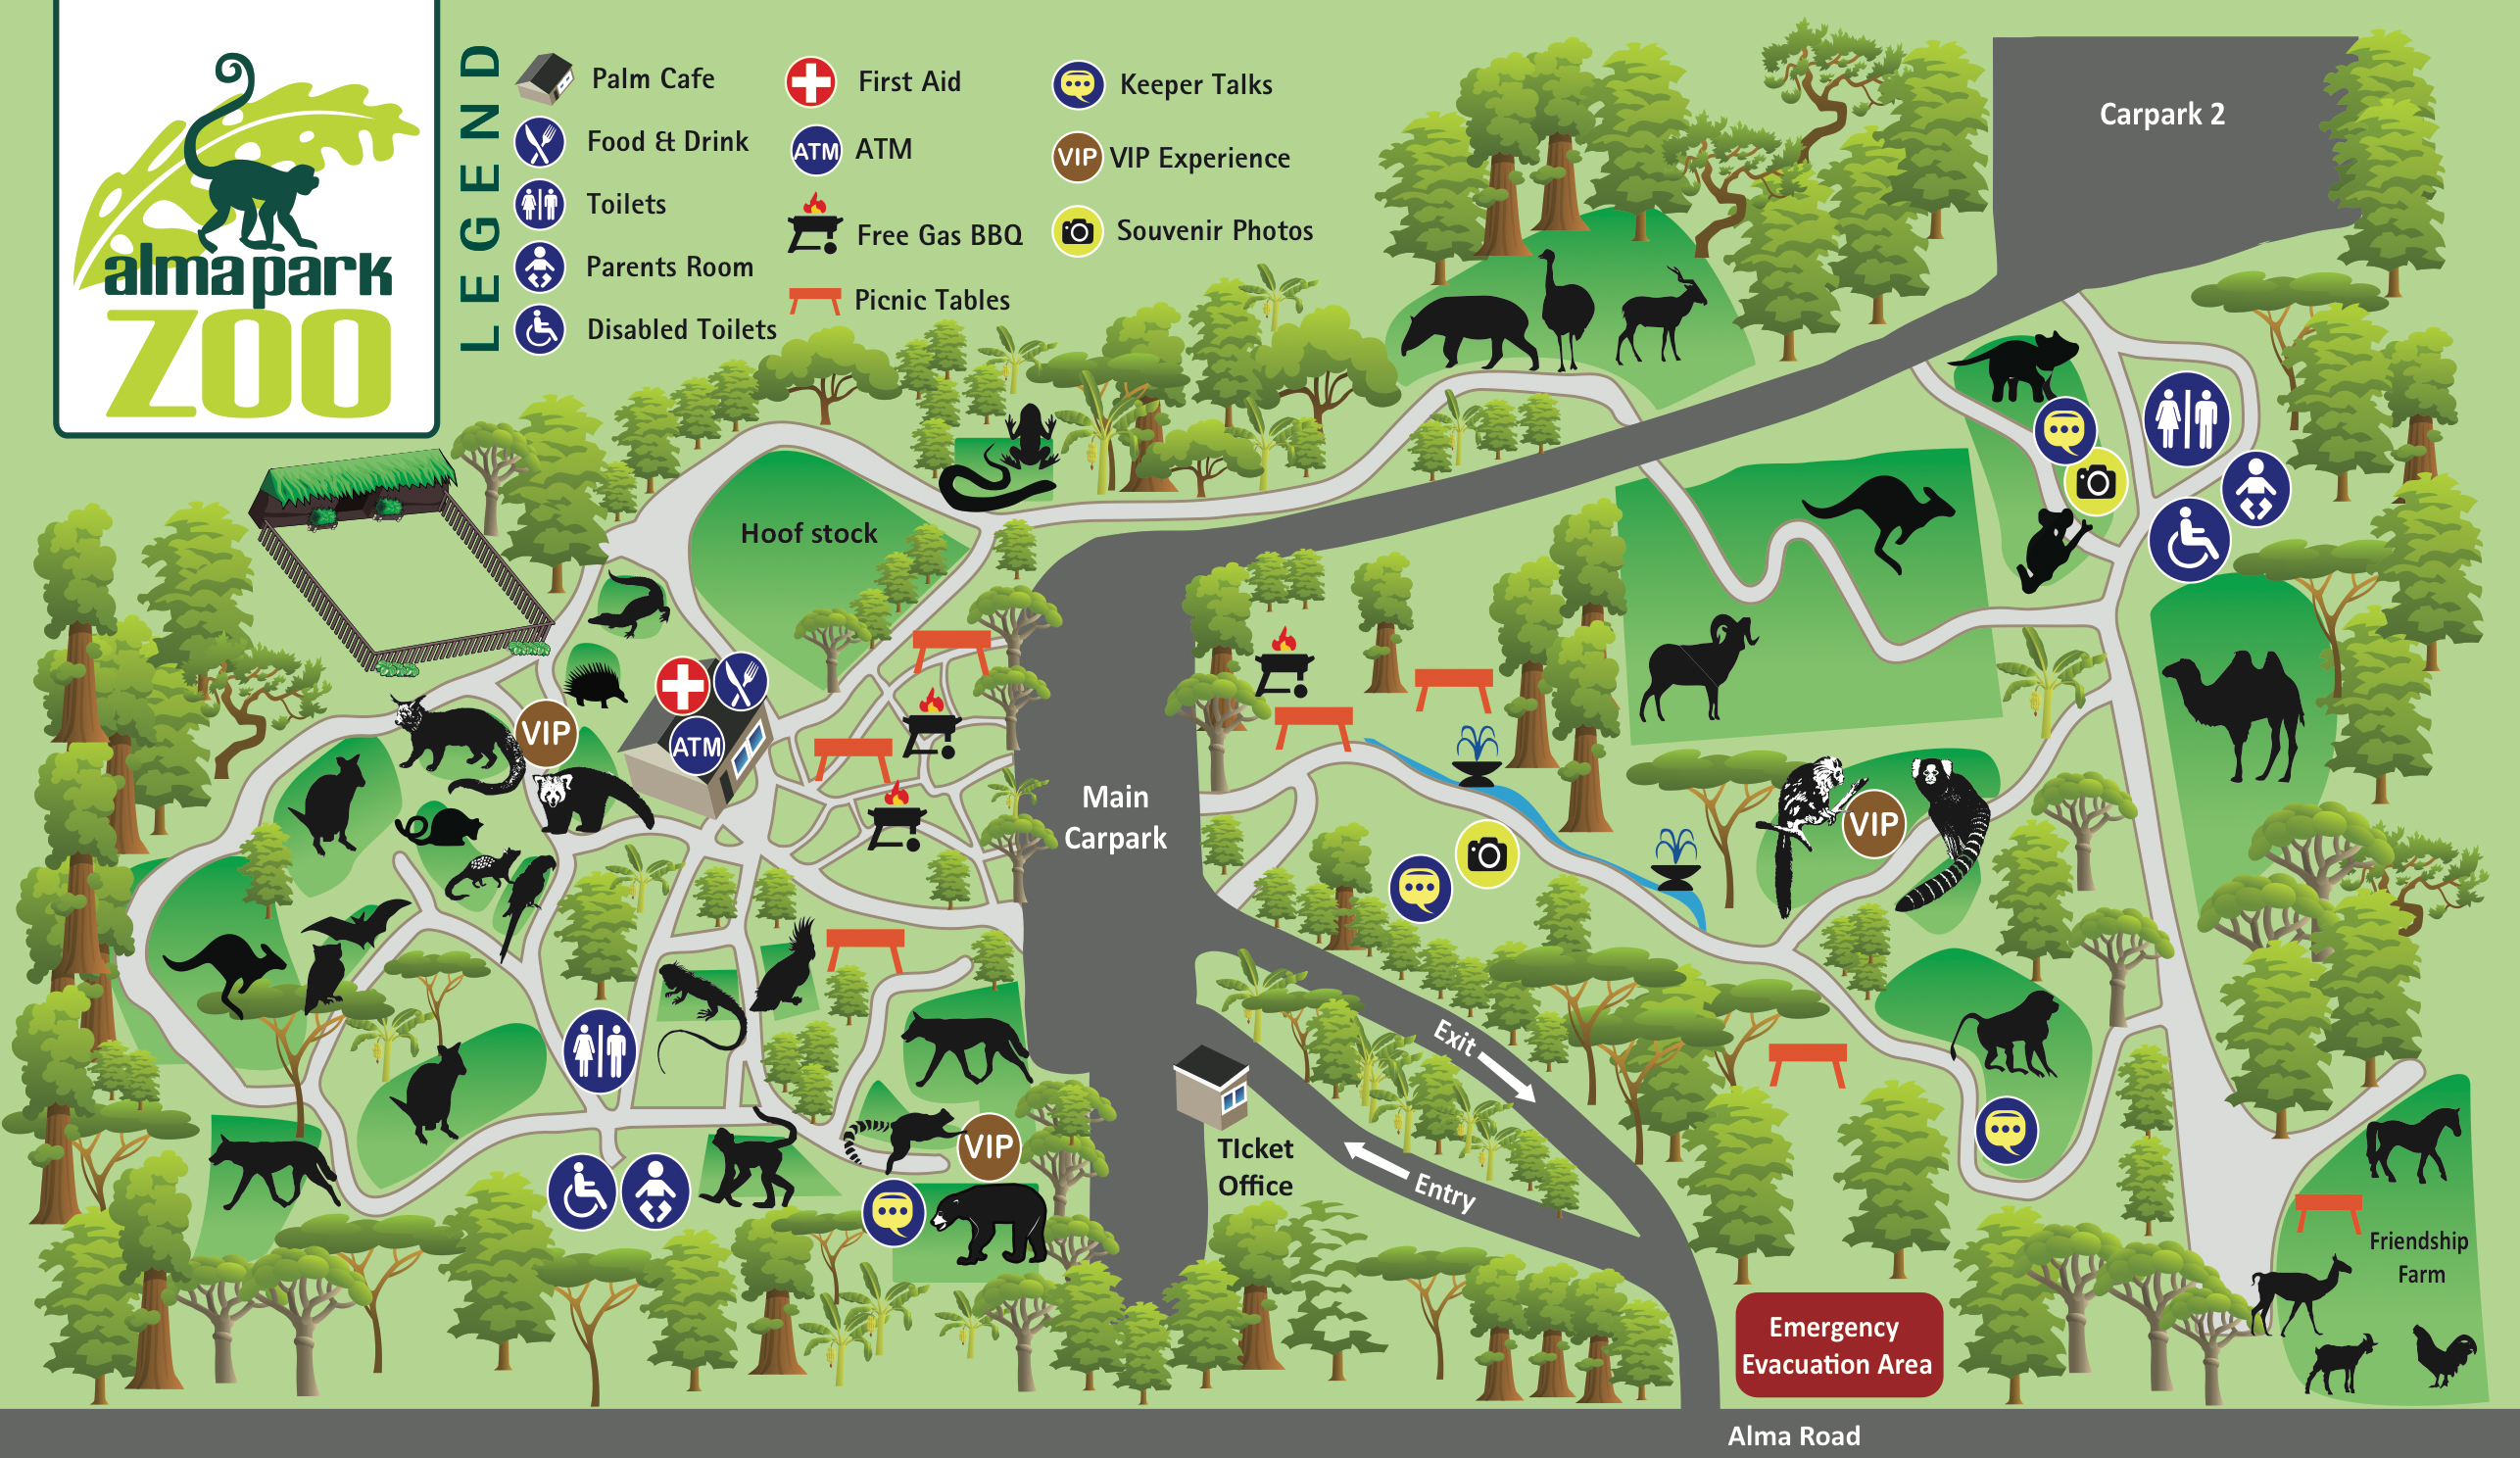 alma park
ZOO
LEGEND
Palm Cafe
Food & Drink
Toilets
Parents Room
Disabled Toilets
First Aid
ATM
ATM
Free Gas BBQ
Picnic Tables
Keeper Talks
VIP
VIP Experience
Souvenir Photos
Carpark 2
Hoof stock
VIP
ATM
Main
Carpark
VIP
Exit
Entry
TIcket
Office
VIP
Friendship
Farm
Emergency
Evacuation Area
Alma Road